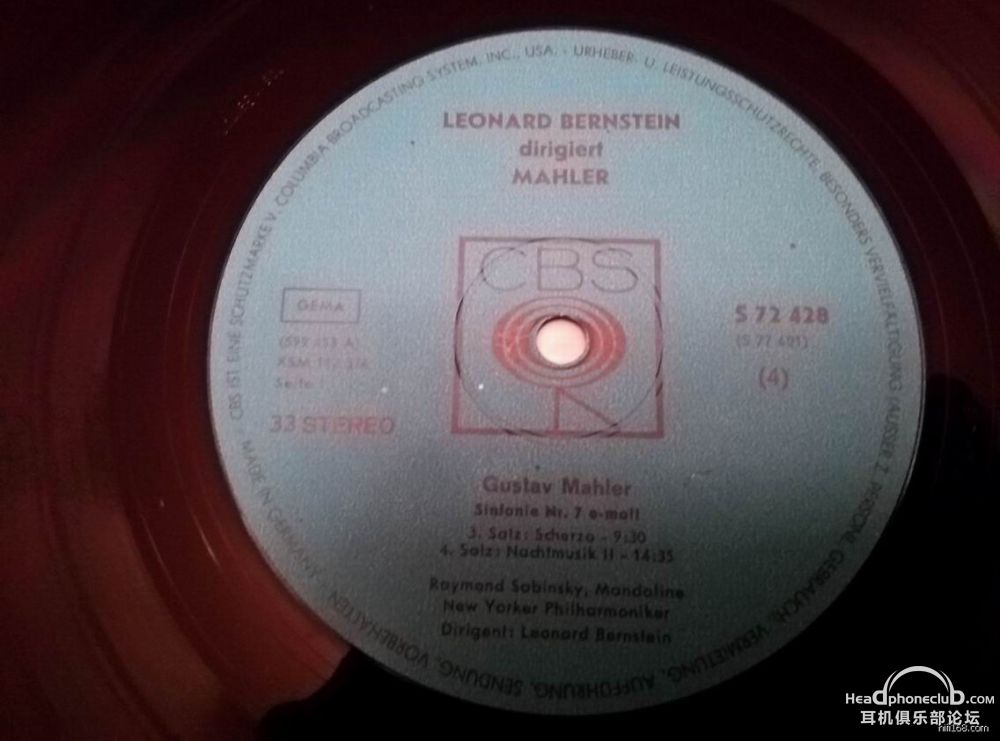 CBS IST EINE SCHUTZMARKE V. COLUMBIA BROADCASTING SYSTEM, INC., USA. · URHEBER- U. LEISTUNGSSCHUTZRECHTE, BESONDERS VERVIELFÄLTIGUNG (AUSSER Z. PERSÖNL. GEBRAUCH), VERMIETUNG, AUFFÜHRUNG, SENDUNG, VORBEHALTEN
MADE IN GERMANY
LEONARD BERNSTEIN
dirigiert
MAHLER
CBS
GEMA
S 72 428
(4)
Seite
33 STEREO
Gustav Mahler
Sinfonie Nr. 7 e-moll
3. Satz: Scherzo - 9:30
4. Satz: Nachtmusik II - 14:35
Raymond Sabinsky, Mandoline
New Yorker Philharmoniker
Dirigent: Leonard Bernstein
HeadphoneclubD.com
耳机俱乐部论坛